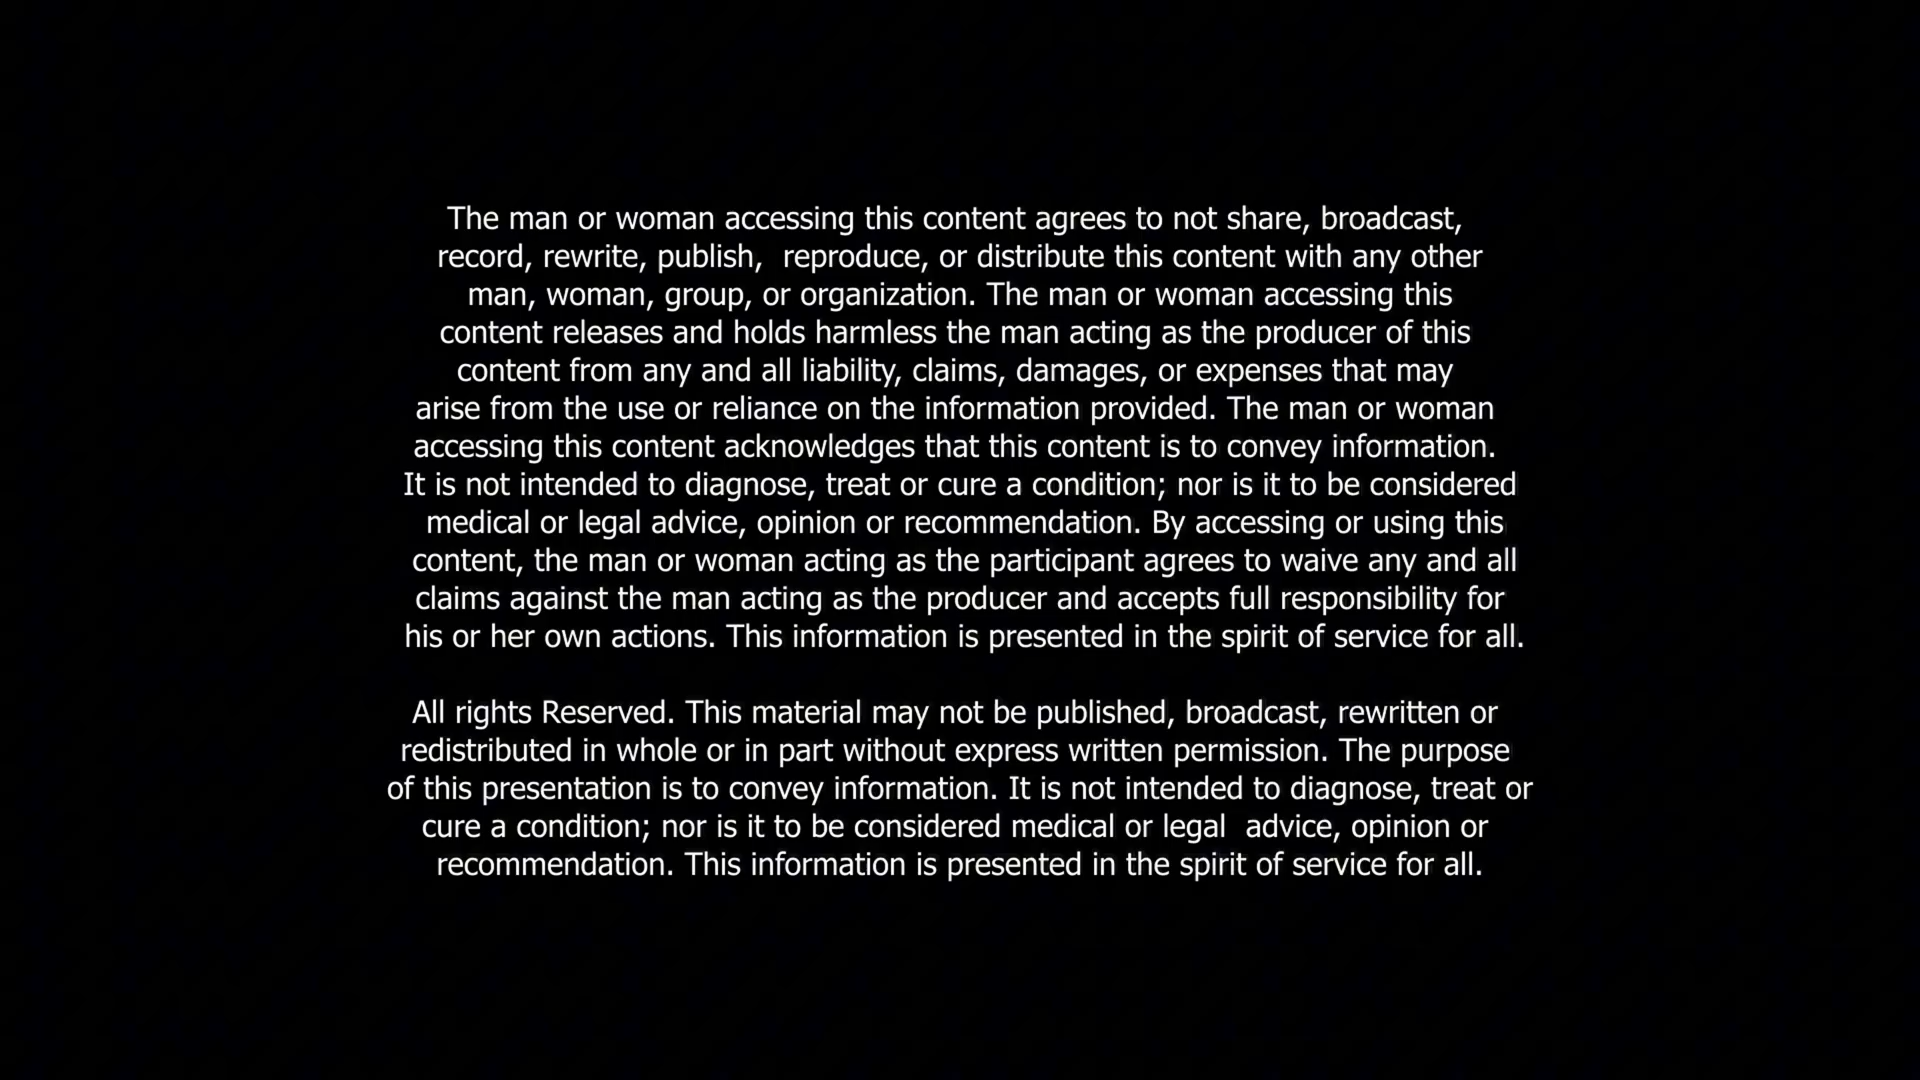 The man or woman accessing this content agrees to not share, broadcast,
record, rewrite, publish,  reproduce, or distribute this content with any other
man, woman, group, or organization. The man or woman accessing this
content releases and holds harmless the man acting as the producer of this
content from any and all liability, claims, damages, or expenses that may
arise from the use or reliance on the information provided. The man or woman
accessing this content acknowledges that this content is to convey information.
It is not intended to diagnose, treat or cure a condition; nor is it to be considered
medical or legal advice, opinion or recommendation. By accessing or using this
content, the man or woman acting as the participant agrees to waive any and all
claims against the man acting as the producer and accepts full responsibility for
his or her own actions. This information is presented in the spirit of service for all.
All rights Reserved. This material may not be published, broadcast, rewritten or
redistributed in whole or in part without express written permission. The purpose
of this presentation is to convey information. It is not intended to diagnose, treat or
cure a condition; nor is it to be considered medical or legal  advice, opinion or
recommendation. This information is presented in the spirit of service for all.